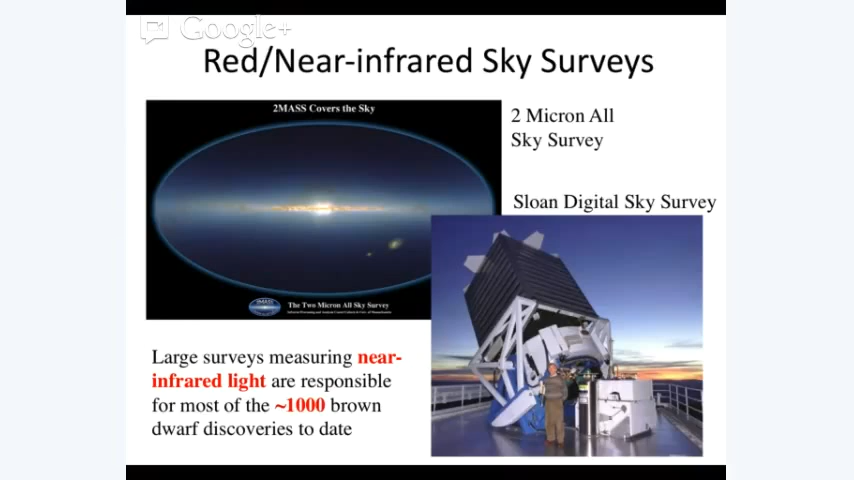 Google+
Red/Near-infrared Sky Surveys
2MASS Covers the Sky
2 Micron All
Sky Survey
Sloan Digital Sky Survey
2MASS
The Two Micron All Sky Survey
Large surveys measuring near-
infrared light are responsible
for most of the ~1000 brown
dwarf discoveries to date